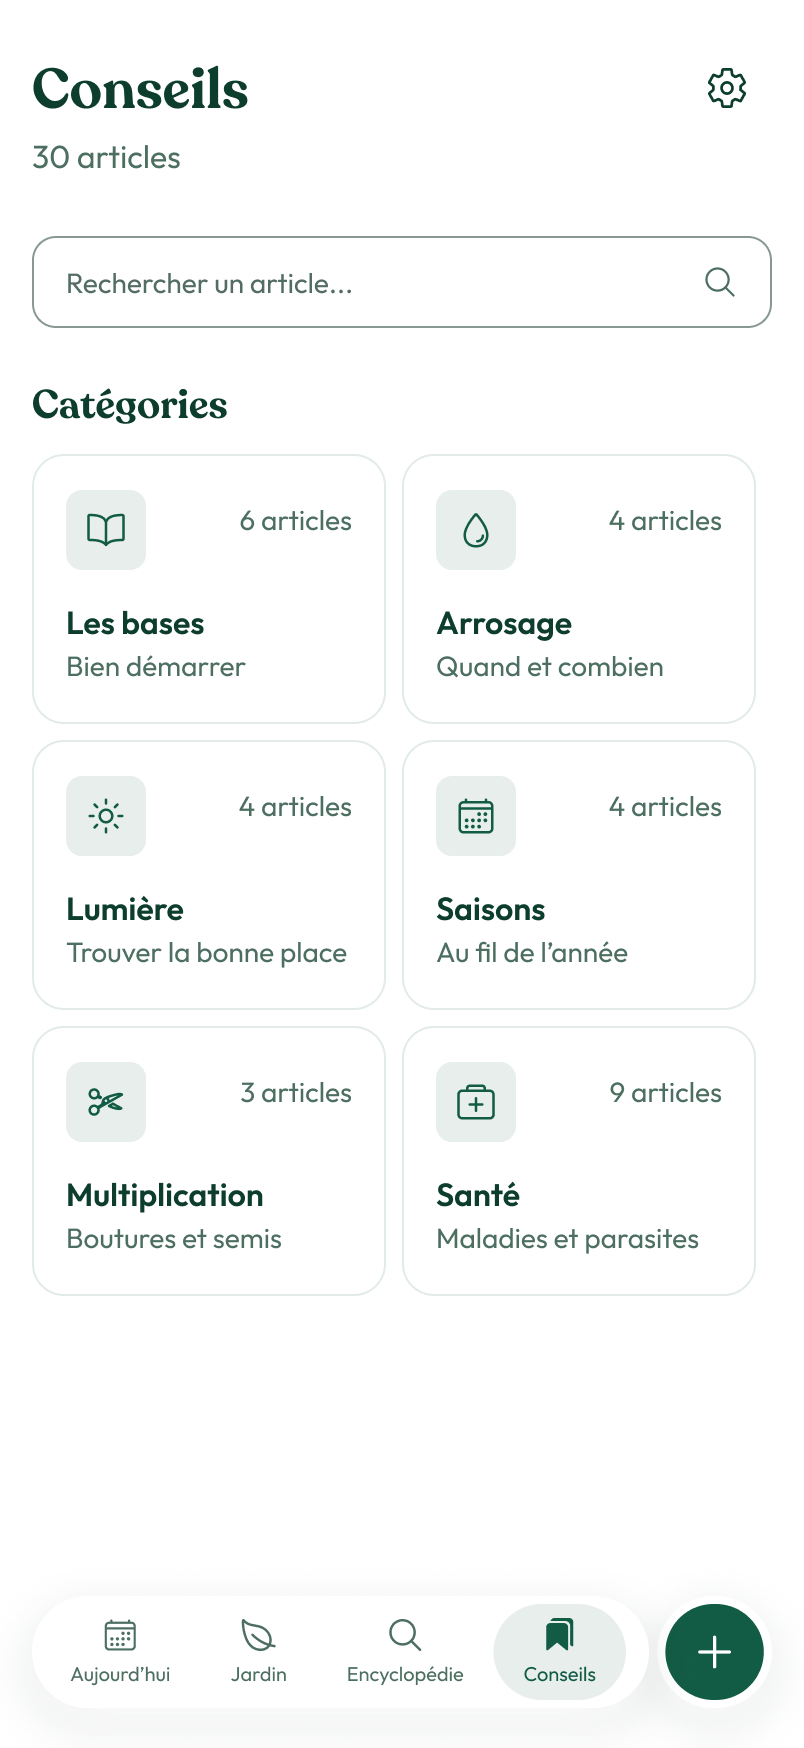 Conseils
30 articles
Rechercher un article...
Catégories
6 articles
Les bases
Bien démarrer
4 articles
Arrosage
Quand et combien
4 articles
Lumière
Trouver la bonne place
4 articles
Saisons
Au fil de l’année
3 articles
Multiplication
Boutures et semis
9 articles
Santé
Maladies et parasites
Aujourd’hui
Jardin
Encyclopédie
Conseils